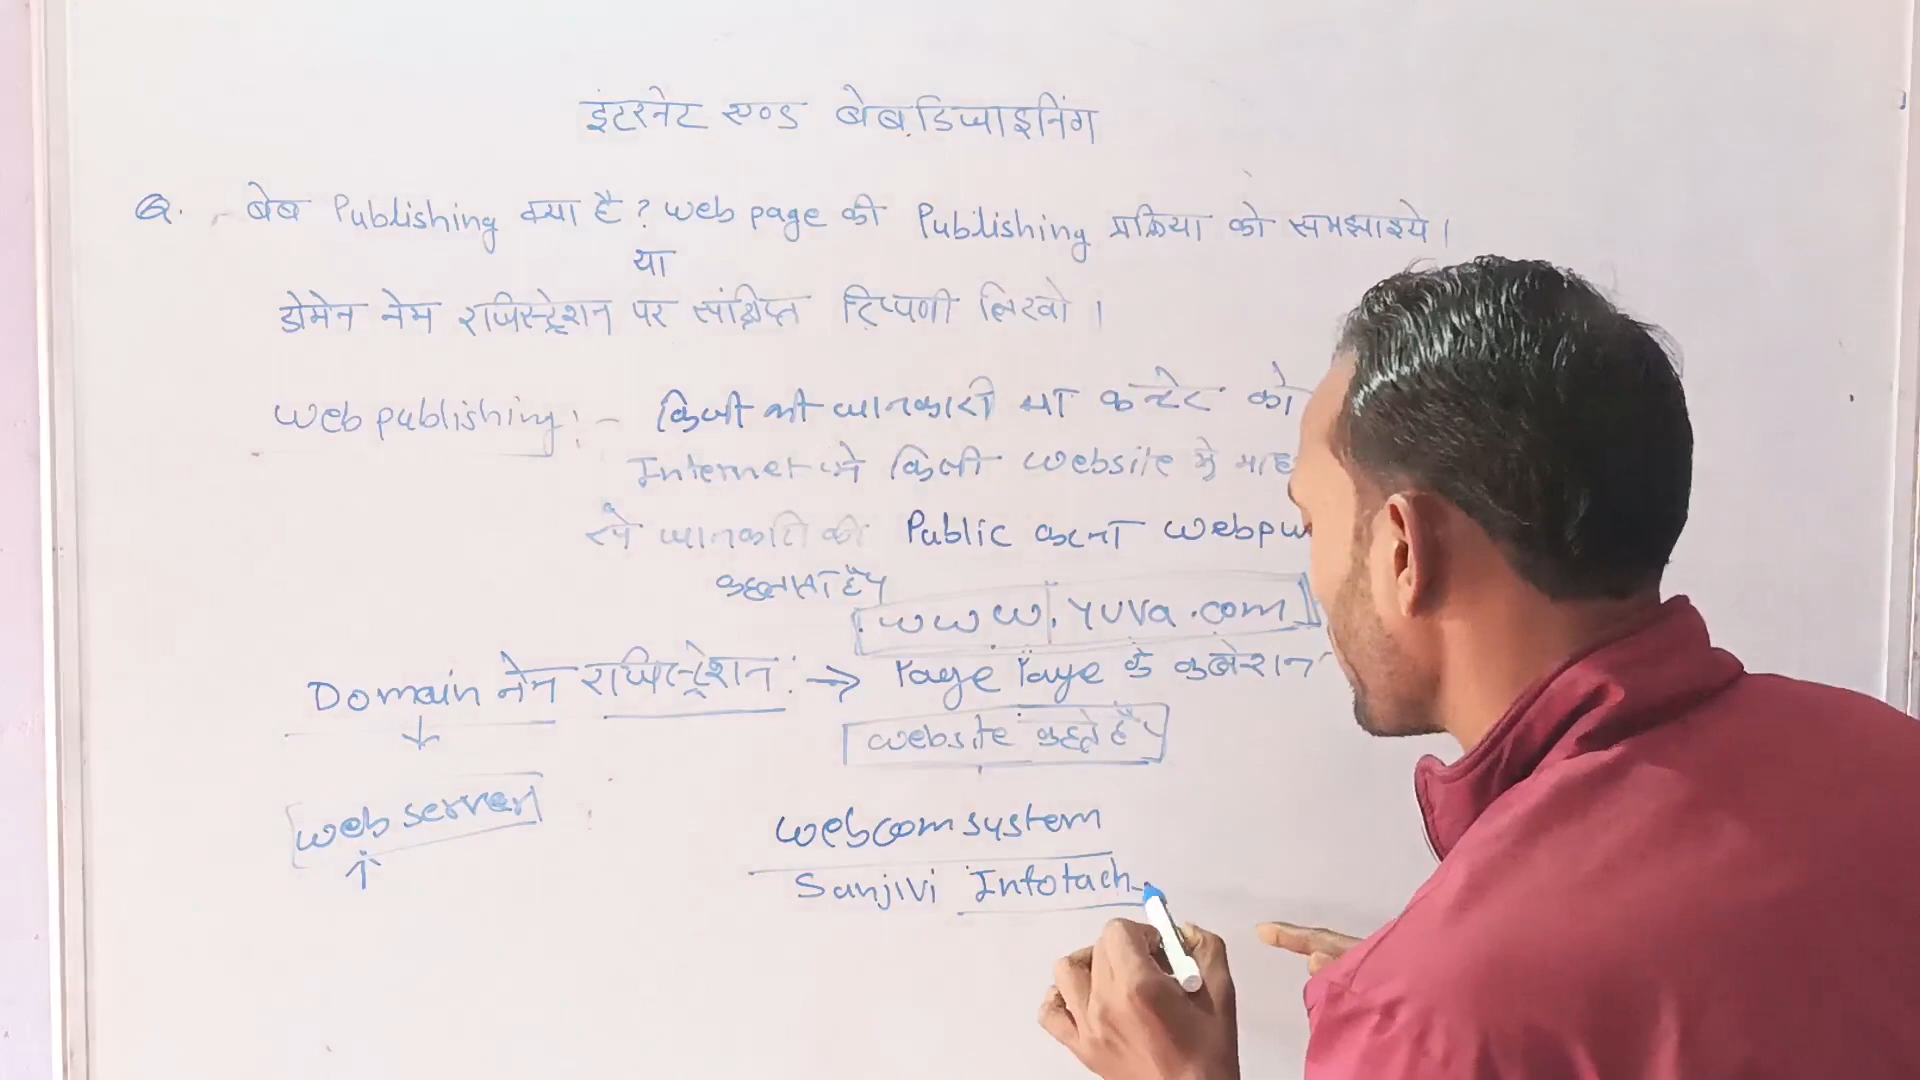 इंटरनेट एण्ड बेब डिजाइनिंग
Q. बेब Publishing क्या है? web page की Publishing प्रक्रिया को समझाइये।
या
डोमेन नेम रजिस्ट्रेशन पर सांक्षिप्त टिप्पणी लिखो।
web publishing:- किसी भी जानकारी या कन्टेट को
Internet से किसी website के
से जानकारी की Public करना webpu
कहलाता है।
www.yuva.com
Domain नेम रजिस्ट्रेशन: → Page Page के कलेशन
website कहते है।
web server
webcom system
Sanjivi Infotach